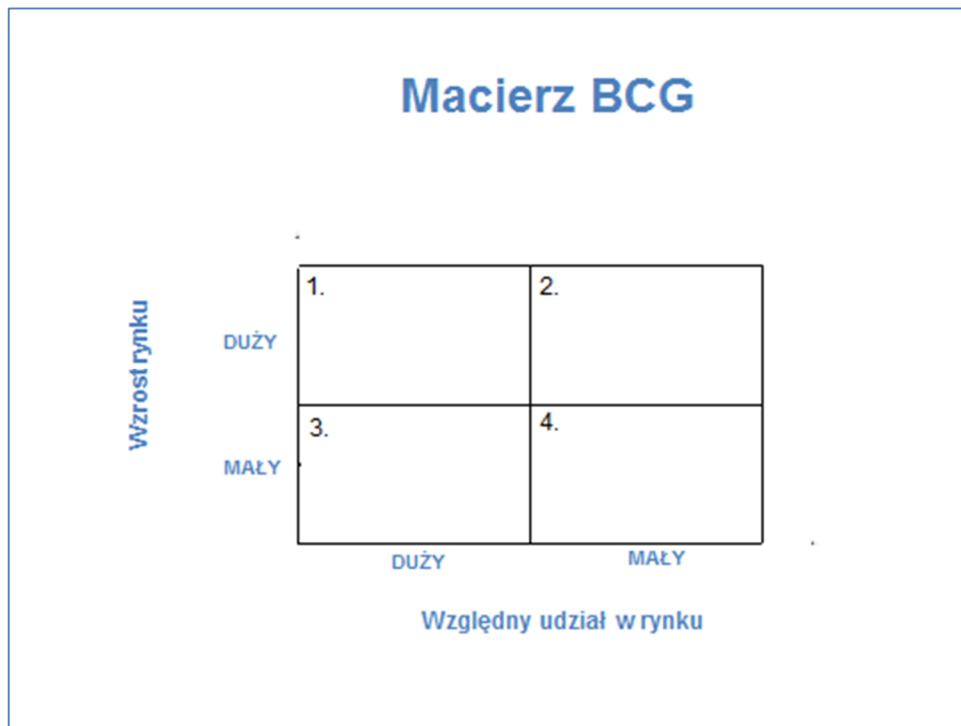 Macierz BCG
Wzrost rynku
DUŻY
1.
2.
MAŁY
3.
4.
DUŻY
MAŁY
Względny udział w rynku